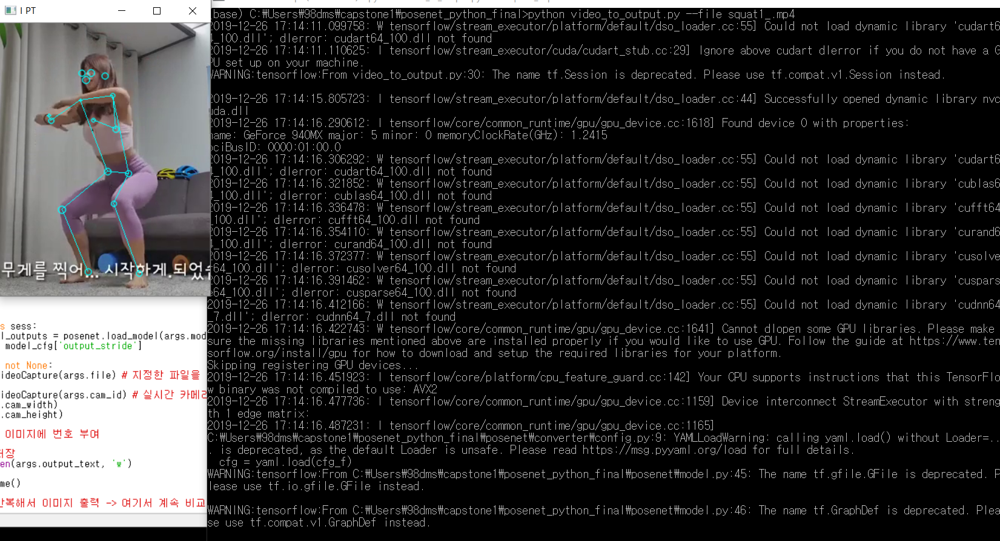 I PT
무게를 찍어... 시작하게.되었습
s sess:
l_outputs = posenet.load_model(args.mod
model_cfg['output_stride']
not None:
ideoCapture(args.file) # 지정한 파일을
ideoCapture(args.cam_id) # 실시간 카메라
.cam_width)
.cam_height)
이미지에 번호 부여
저장
en(args.output_text, 'w')
me()
반복해서 이미지 출력 -> 여기서 계속 비교
(base) C:₩Users₩98dms₩capstone1₩posenet_python_final>python video_to_output.py --file squat1_.mp4
2019-12-26 17:14:11.099758: W tensorflow/stream_executor/platform/default/dso_loader.cc:55] Could not load dynamic library 'cudart6
4_100.dll'; dlerror: cudart64_100.dll not found
2019-12-26 17:14:11.110625: I tensorflow/stream_executor/cuda/cudart_stub.cc:29] Ignore above cudart dlerror if you do not have a G
PU set up on your machine.
WARNING:tensorflow:From video_to_output.py:30: The name tf.Session is deprecated. Please use tf.compat.v1.Session instead.
2019-12-26 17:14:15.805723: I tensorflow/stream_executor/platform/default/dso_loader.cc:44] Successfully opened dynamic library nvc
uda.dll
2019-12-26 17:14:16.290612: I tensorflow/core/common_runtime/gpu/gpu_device.cc:1618] Found device 0 with properties:
name: GeForce 940MX major: 5 minor: 0 memoryClockRate(GHz): 1.2415
pciBusID: 0000:01:00.0
2019-12-26 17:14:16.306292: W tensorflow/stream_executor/platform/default/dso_loader.cc:55] Could not load dynamic library 'cudart6
4_100.dll'; dlerror: cudart64_100.dll not found
2019-12-26 17:14:16.321852: W tensorflow/stream_executor/platform/default/dso_loader.cc:55] Could not load dynamic library 'cublas6
4_100.dll'; dlerror: cublas64_100.dll not found
2019-12-26 17:14:16.336478: W tensorflow/stream_executor/platform/default/dso_loader.cc:55] Could not load dynamic library 'cufft64
_100.dll'; dlerror: cufft64_100.dll not found
2019-12-26 17:14:16.354110: W tensorflow/stream_executor/platform/default/dso_loader.cc:55] Could not load dynamic library 'curand6
4_100.dll'; dlerror: curand64_100.dll not found
2019-12-26 17:14:16.372377: W tensorflow/stream_executor/platform/default/dso_loader.cc:55] Could not load dynamic library 'cusolve
r64_100.dll'; dlerror: cusolver64_100.dll not found
2019-12-26 17:14:16.391462: W tensorflow/stream_executor/platform/default/dso_loader.cc:55] Could not load dynamic library 'cuspars
e64_100.dll'; dlerror: cusparse64_100.dll not found
2019-12-26 17:14:16.412166: W tensorflow/stream_executor/platform/default/dso_loader.cc:55] Could not load dynamic library 'cudnn64
_7.dll'; dlerror: cudnn64_7.dll not found
2019-12-26 17:14:16.422743: W tensorflow/core/common_runtime/gpu/gpu_device.cc:1641] Cannot dlopen some GPU libraries. Please make
sure the missing libraries mentioned above are installed properly if you would like to use GPU. Follow the guide at https://www.ten
sorflow.org/install/gpu for how to download and setup the required libraries for your platform.
Skipping registering GPU devices...
2019-12-26 17:14:16.451923: I tensorflow/core/platform/cpu_feature_guard.cc:142] Your CPU supports instructions that this TensorFlo
w binary was not compiled to use: AVX2
2019-12-26 17:14:16.477736: I tensorflow/core/common_runtime/gpu/gpu_device.cc:1159] Device interconnect StreamExecutor with streng
th 1 edge matrix:
2019-12-26 17:14:16.487231: I tensorflow/core/common_runtime/gpu/gpu_device.cc:1165]
C:₩Users₩98dms₩capstone1₩posenet_python_final₩posenet₩converter₩config.py:9: YAMLLoadWarning: calling yaml.load() without Loader=..
. is deprecated, as the default Loader is unsafe. Please read https://msg.pyyaml.org/load for full details.
cfg = yaml.load(cfg_f)
WARNING:tensorflow:From C:₩Users₩98dms₩capstone1₩posenet_python_final₩posenet₩model.py:45: The name tf.gfile.GFile is deprecated. P
lease use tf.io.gfile.GFile instead.
WARNING:tensorflow:From C:₩Users₩98dms₩capstone1₩posenet_python_final₩posenet₩model.py:46: The name tf.GraphDef is deprecated. Plea
se use tf.compat.v1.GraphDef instead.